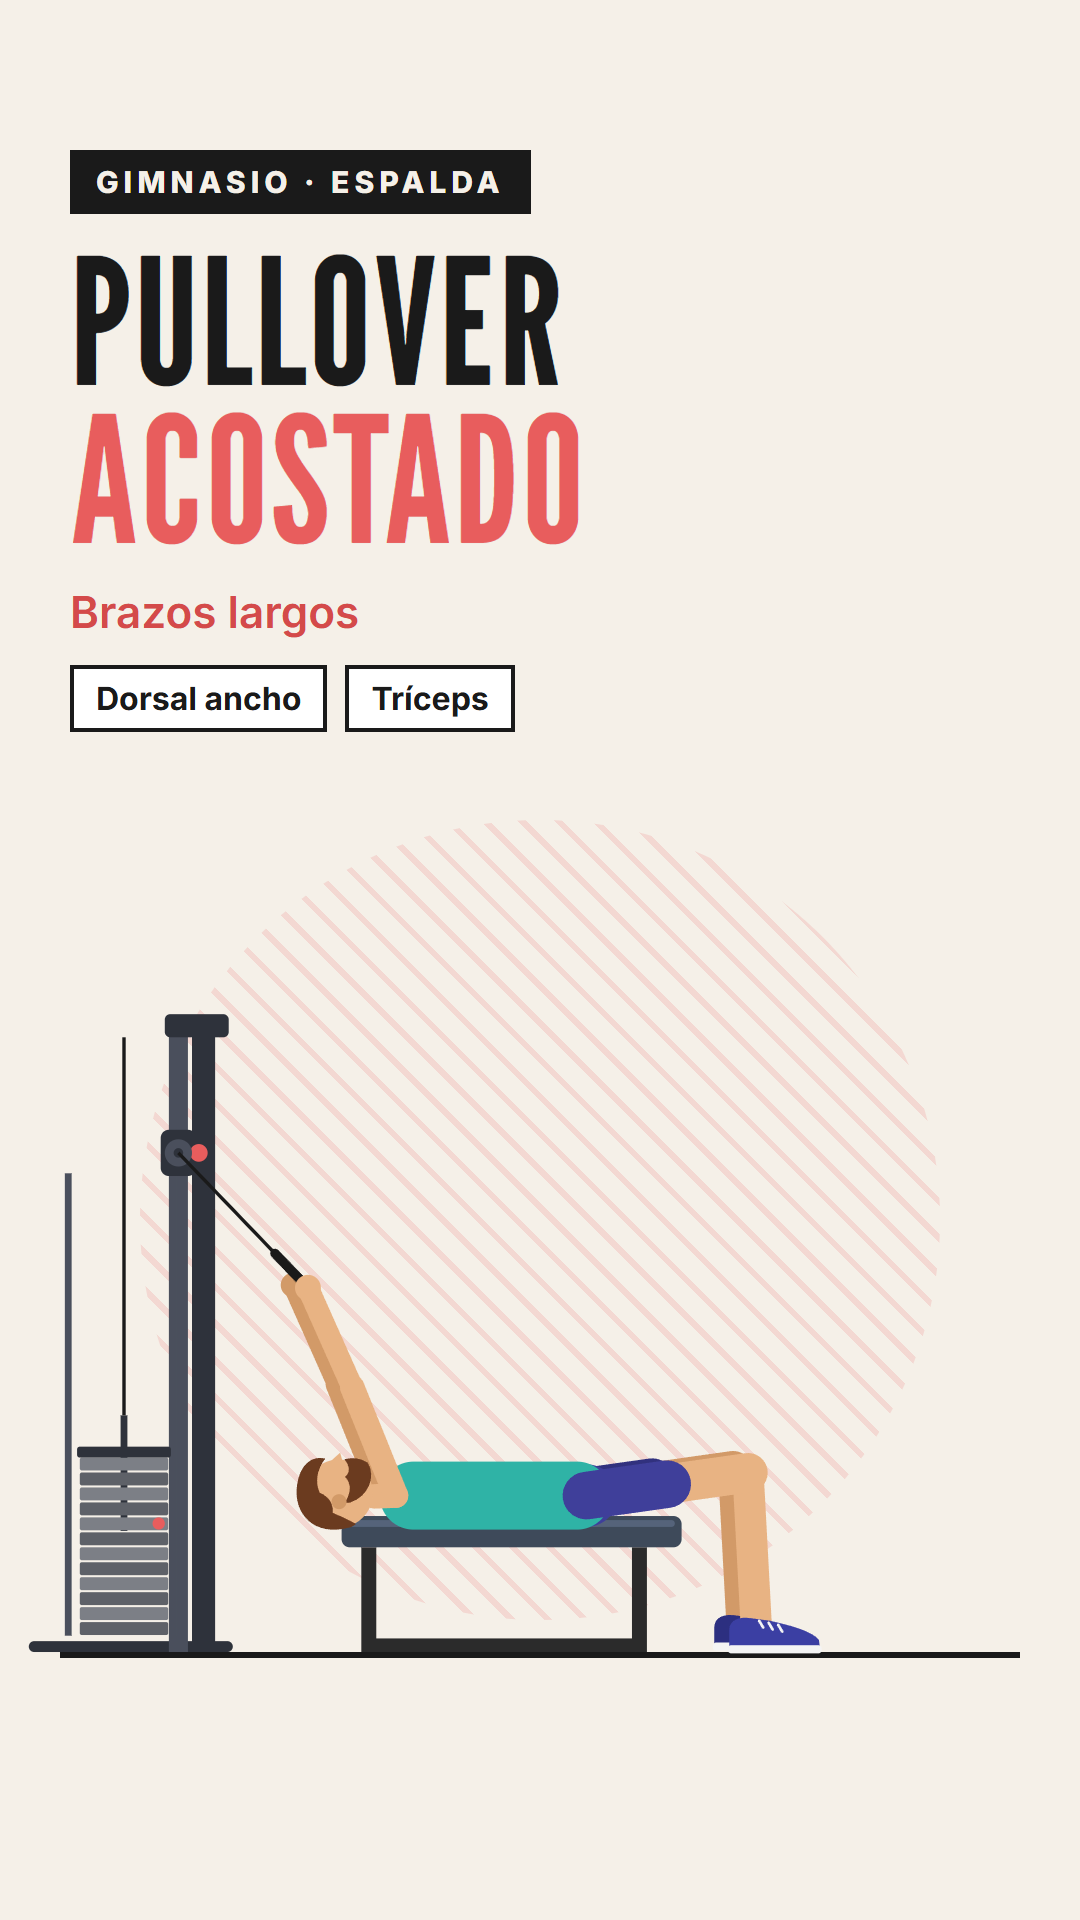 GIMNASIO · ESPALDA
PULLOVER
ACOSTADO
Brazos largos
Dorsal ancho
Tríceps